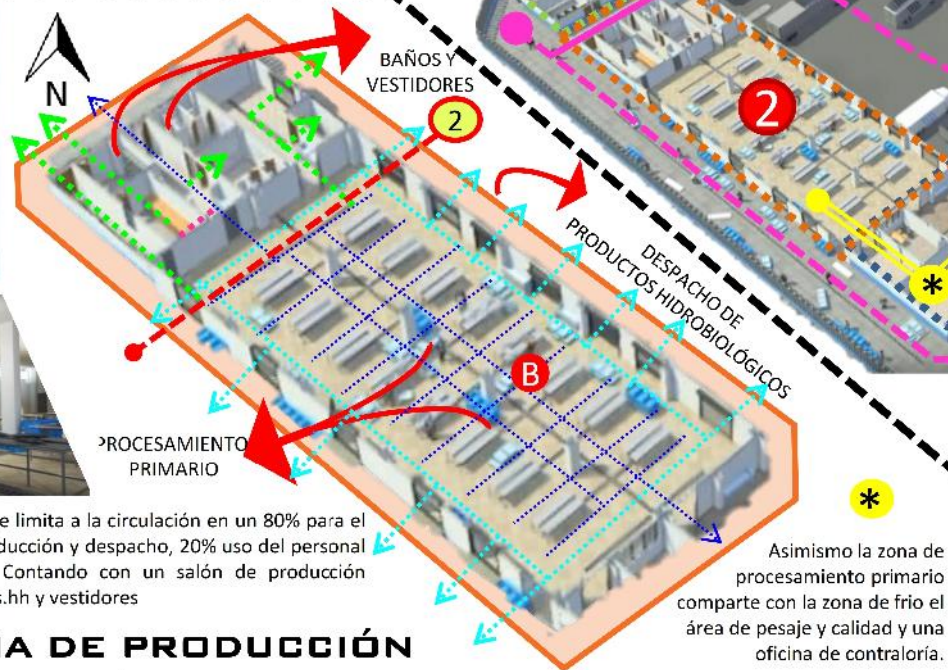 N
BAÑOS Y
VESTIDORES
2
2
DESPACHO DE
PRODUCTOS HIDROBIOLÓGICOS
B
PROCESAMIENTO
PRIMARIO
*
*
e limita a la circulación en un 80% para el
ducción y despacho, 20% uso del personal
Contando con un salón de producción
s.hh y vestidores
Asimismo la zona de
procesamiento primario
comparte con la zona de frio el
área de pesaje y calidad y una
oficina de contraloría.
A DE PRODUCCIÓN